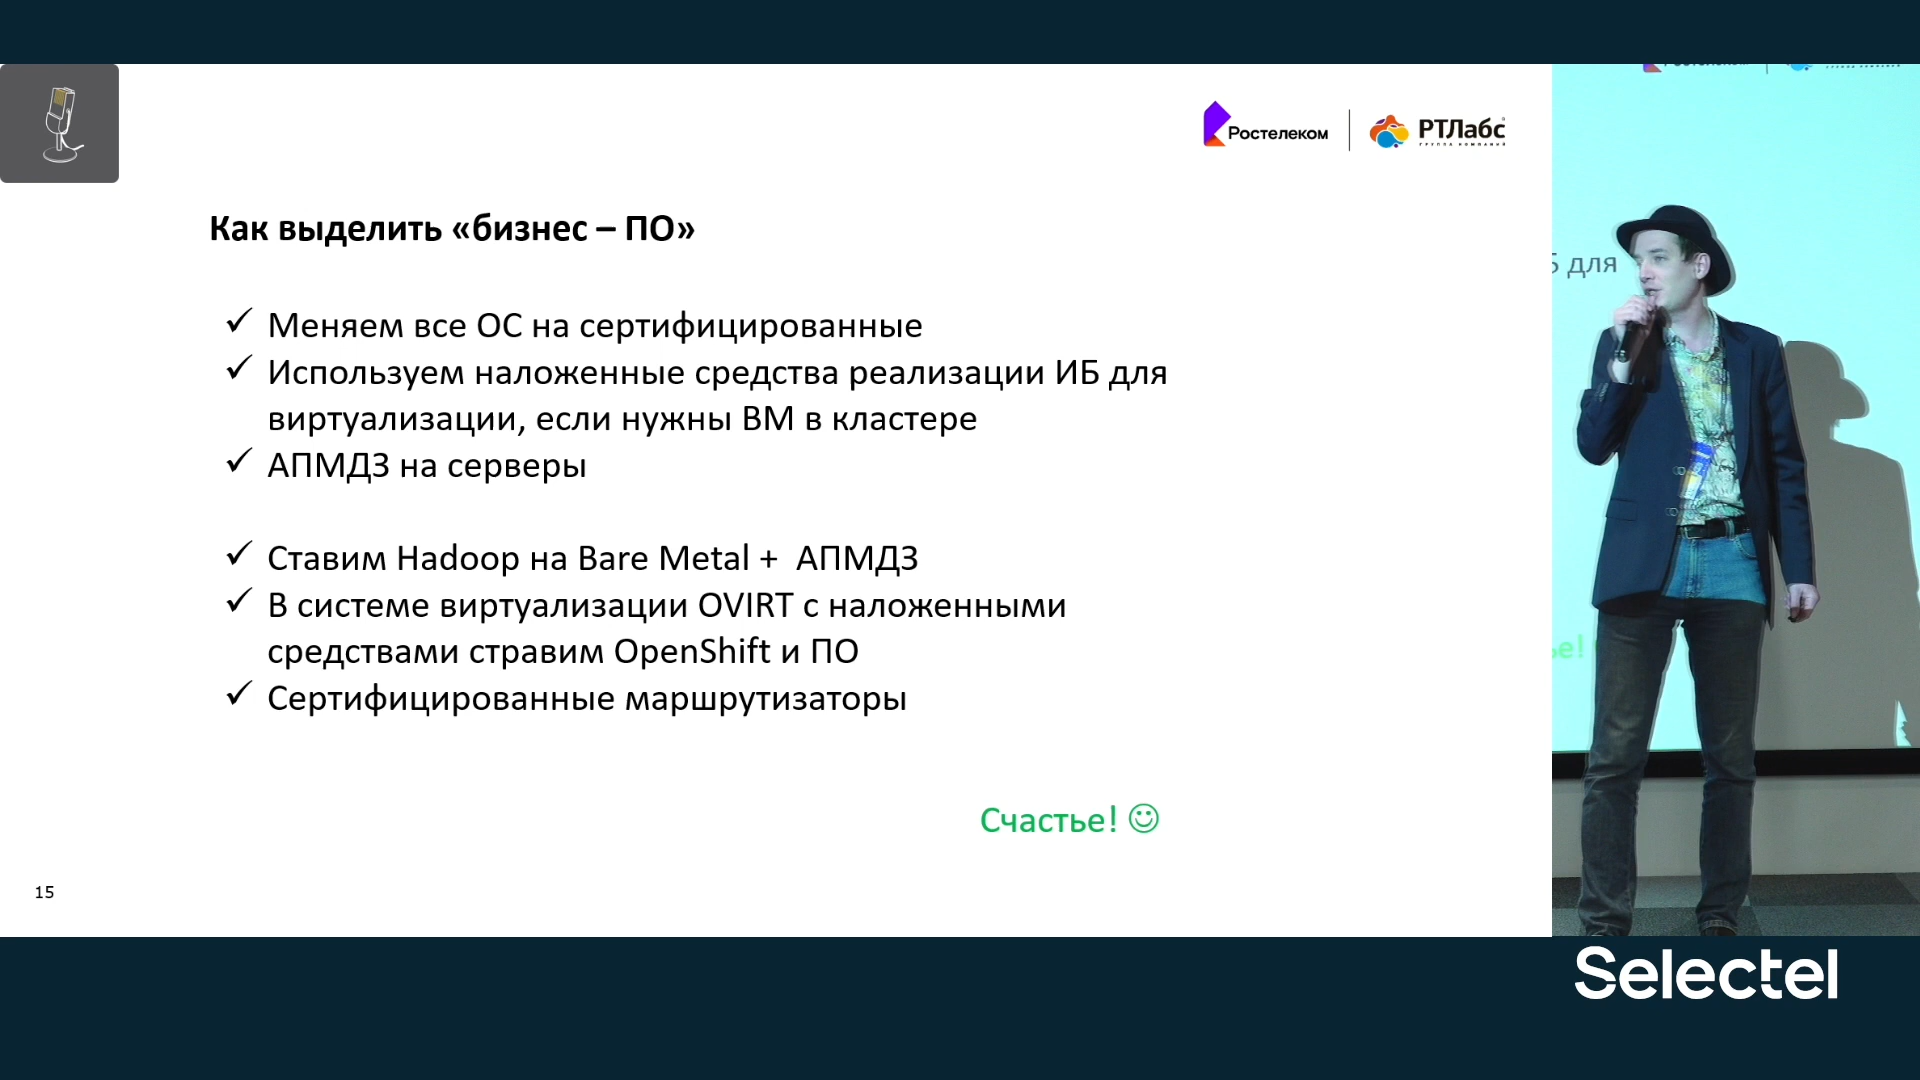 Ростелеком
РТЛабс
ГРУППА КОМПАНИЙ
Как выделить «бизнес – ПО»
✓ Меняем все ОС на сертифицированные
✓ Используем наложенные средства реализации ИБ для
виртуализации, если нужны ВМ в кластере
✓ АПМДЗ на серверы
✓ Ставим Hadoop на Bare Metal + АПМДЗ
✓ В системе виртуализации OVIRT с наложенными
средствами стравим OpenShift и ПО
✓ Сертифицированные маршрутизаторы
Счастье! ☺
15
для
е!
Selectel